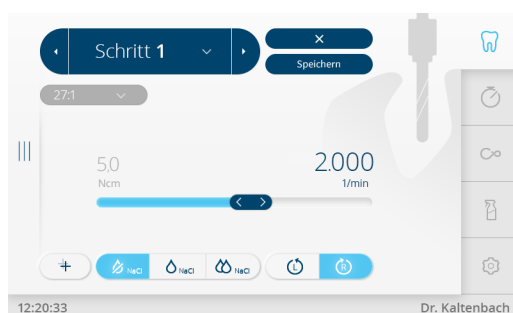 Schritt 1
×
Speichern
27:1
5,0
Ncm
2.000
1/min
NaCl
NaCl
NaCl
L
R
12:20:33
Dr. Kaltenbach